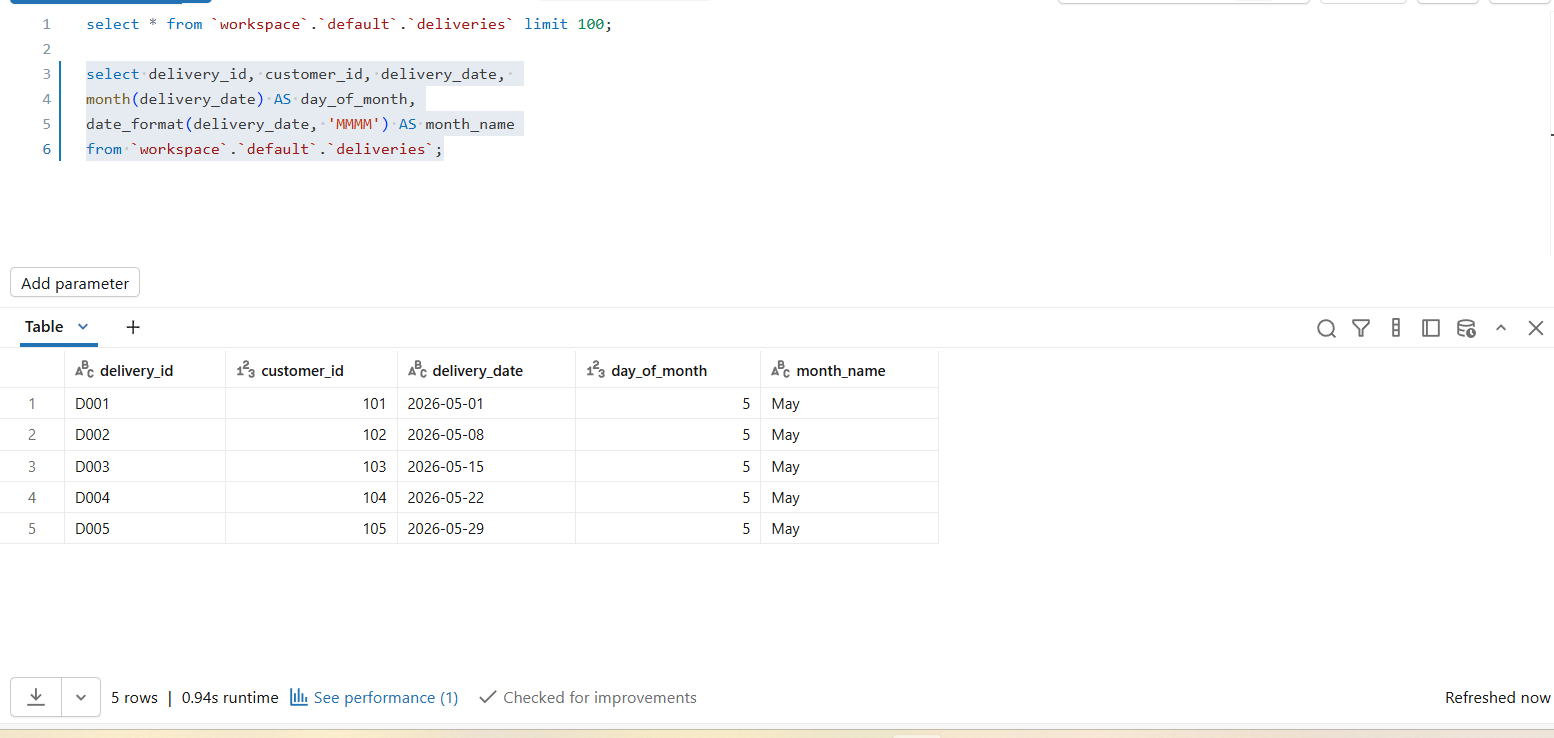 1 select * from `workspace`.`default`.`deliveries` limit 100;
2
3 select delivery_id, customer_id, delivery_date,
4 month(delivery_date) AS day_of_month,
5 date_format(delivery_date, 'MMMM') AS month_name
6 from `workspace`.`default`.`deliveries`;
Add parameter
Table +
delivery_id customer_id delivery_date day_of_month month_name
1 D001 101 2026-05-01 5 May
2 D002 102 2026-05-08 5 May
3 D003 103 2026-05-15 5 May
4 D004 104 2026-05-22 5 May
5 D005 105 2026-05-29 5 May
5 rows | 0.94s runtime See performance (1) Checked for improvements Refreshed now